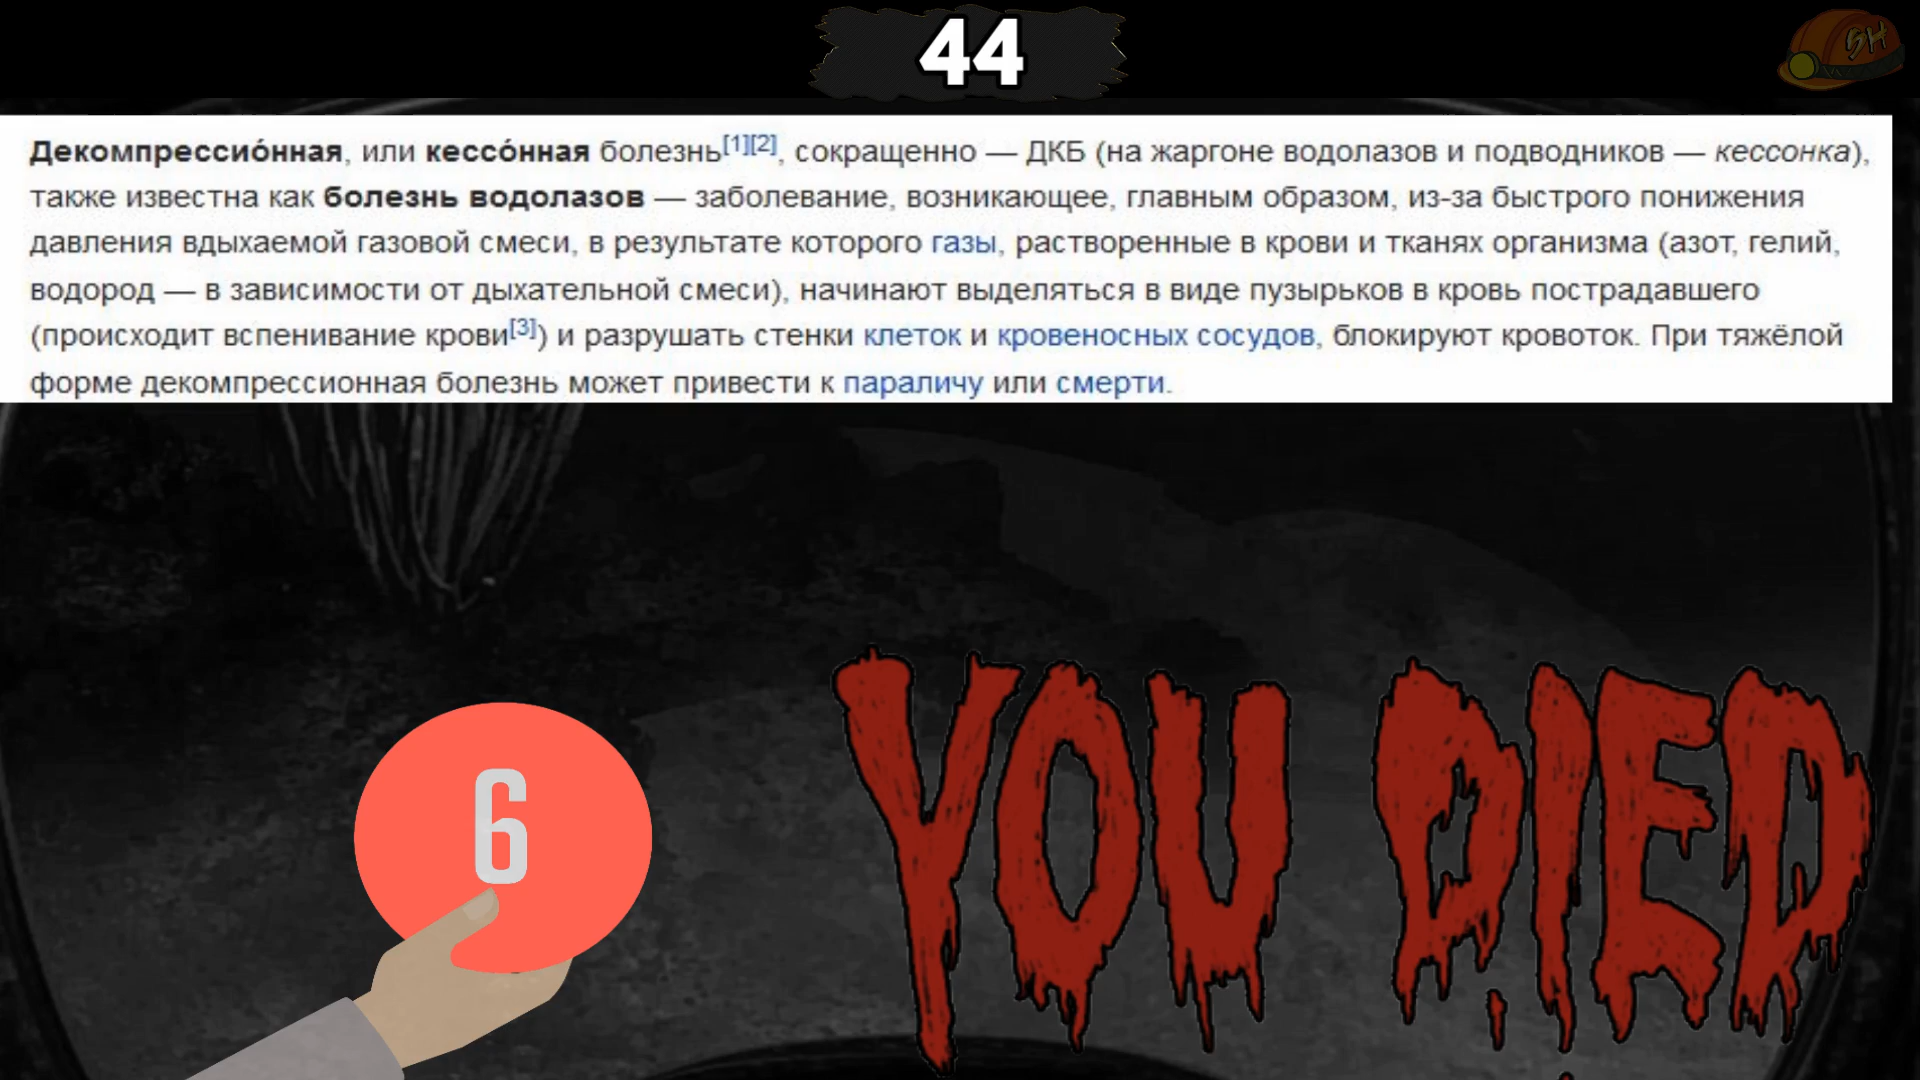 44
БН
Декомпрессио́нная, или кессо́нная болезнь[1][2], сокращенно — ДКБ (на жаргоне водолазов и подводников — кессонка),
также известна как болезнь водолазов — заболевание, возникающее, главным образом, из-за быстрого понижения
давления вдыхаемой газовой смеси, в результате которого газы, растворенные в крови и тканях организма (азот, гелий,
водород — в зависимости от дыхательной смеси), начинают выделяться в виде пузырьков в кровь пострадавшего
(происходит вспенивание крови[3]) и разрушать стенки клеток и кровеносных сосудов, блокируют кровоток. При тяжёлой
форме декомпрессионная болезнь может привести к параличу или смерти.
6
YOU DIED